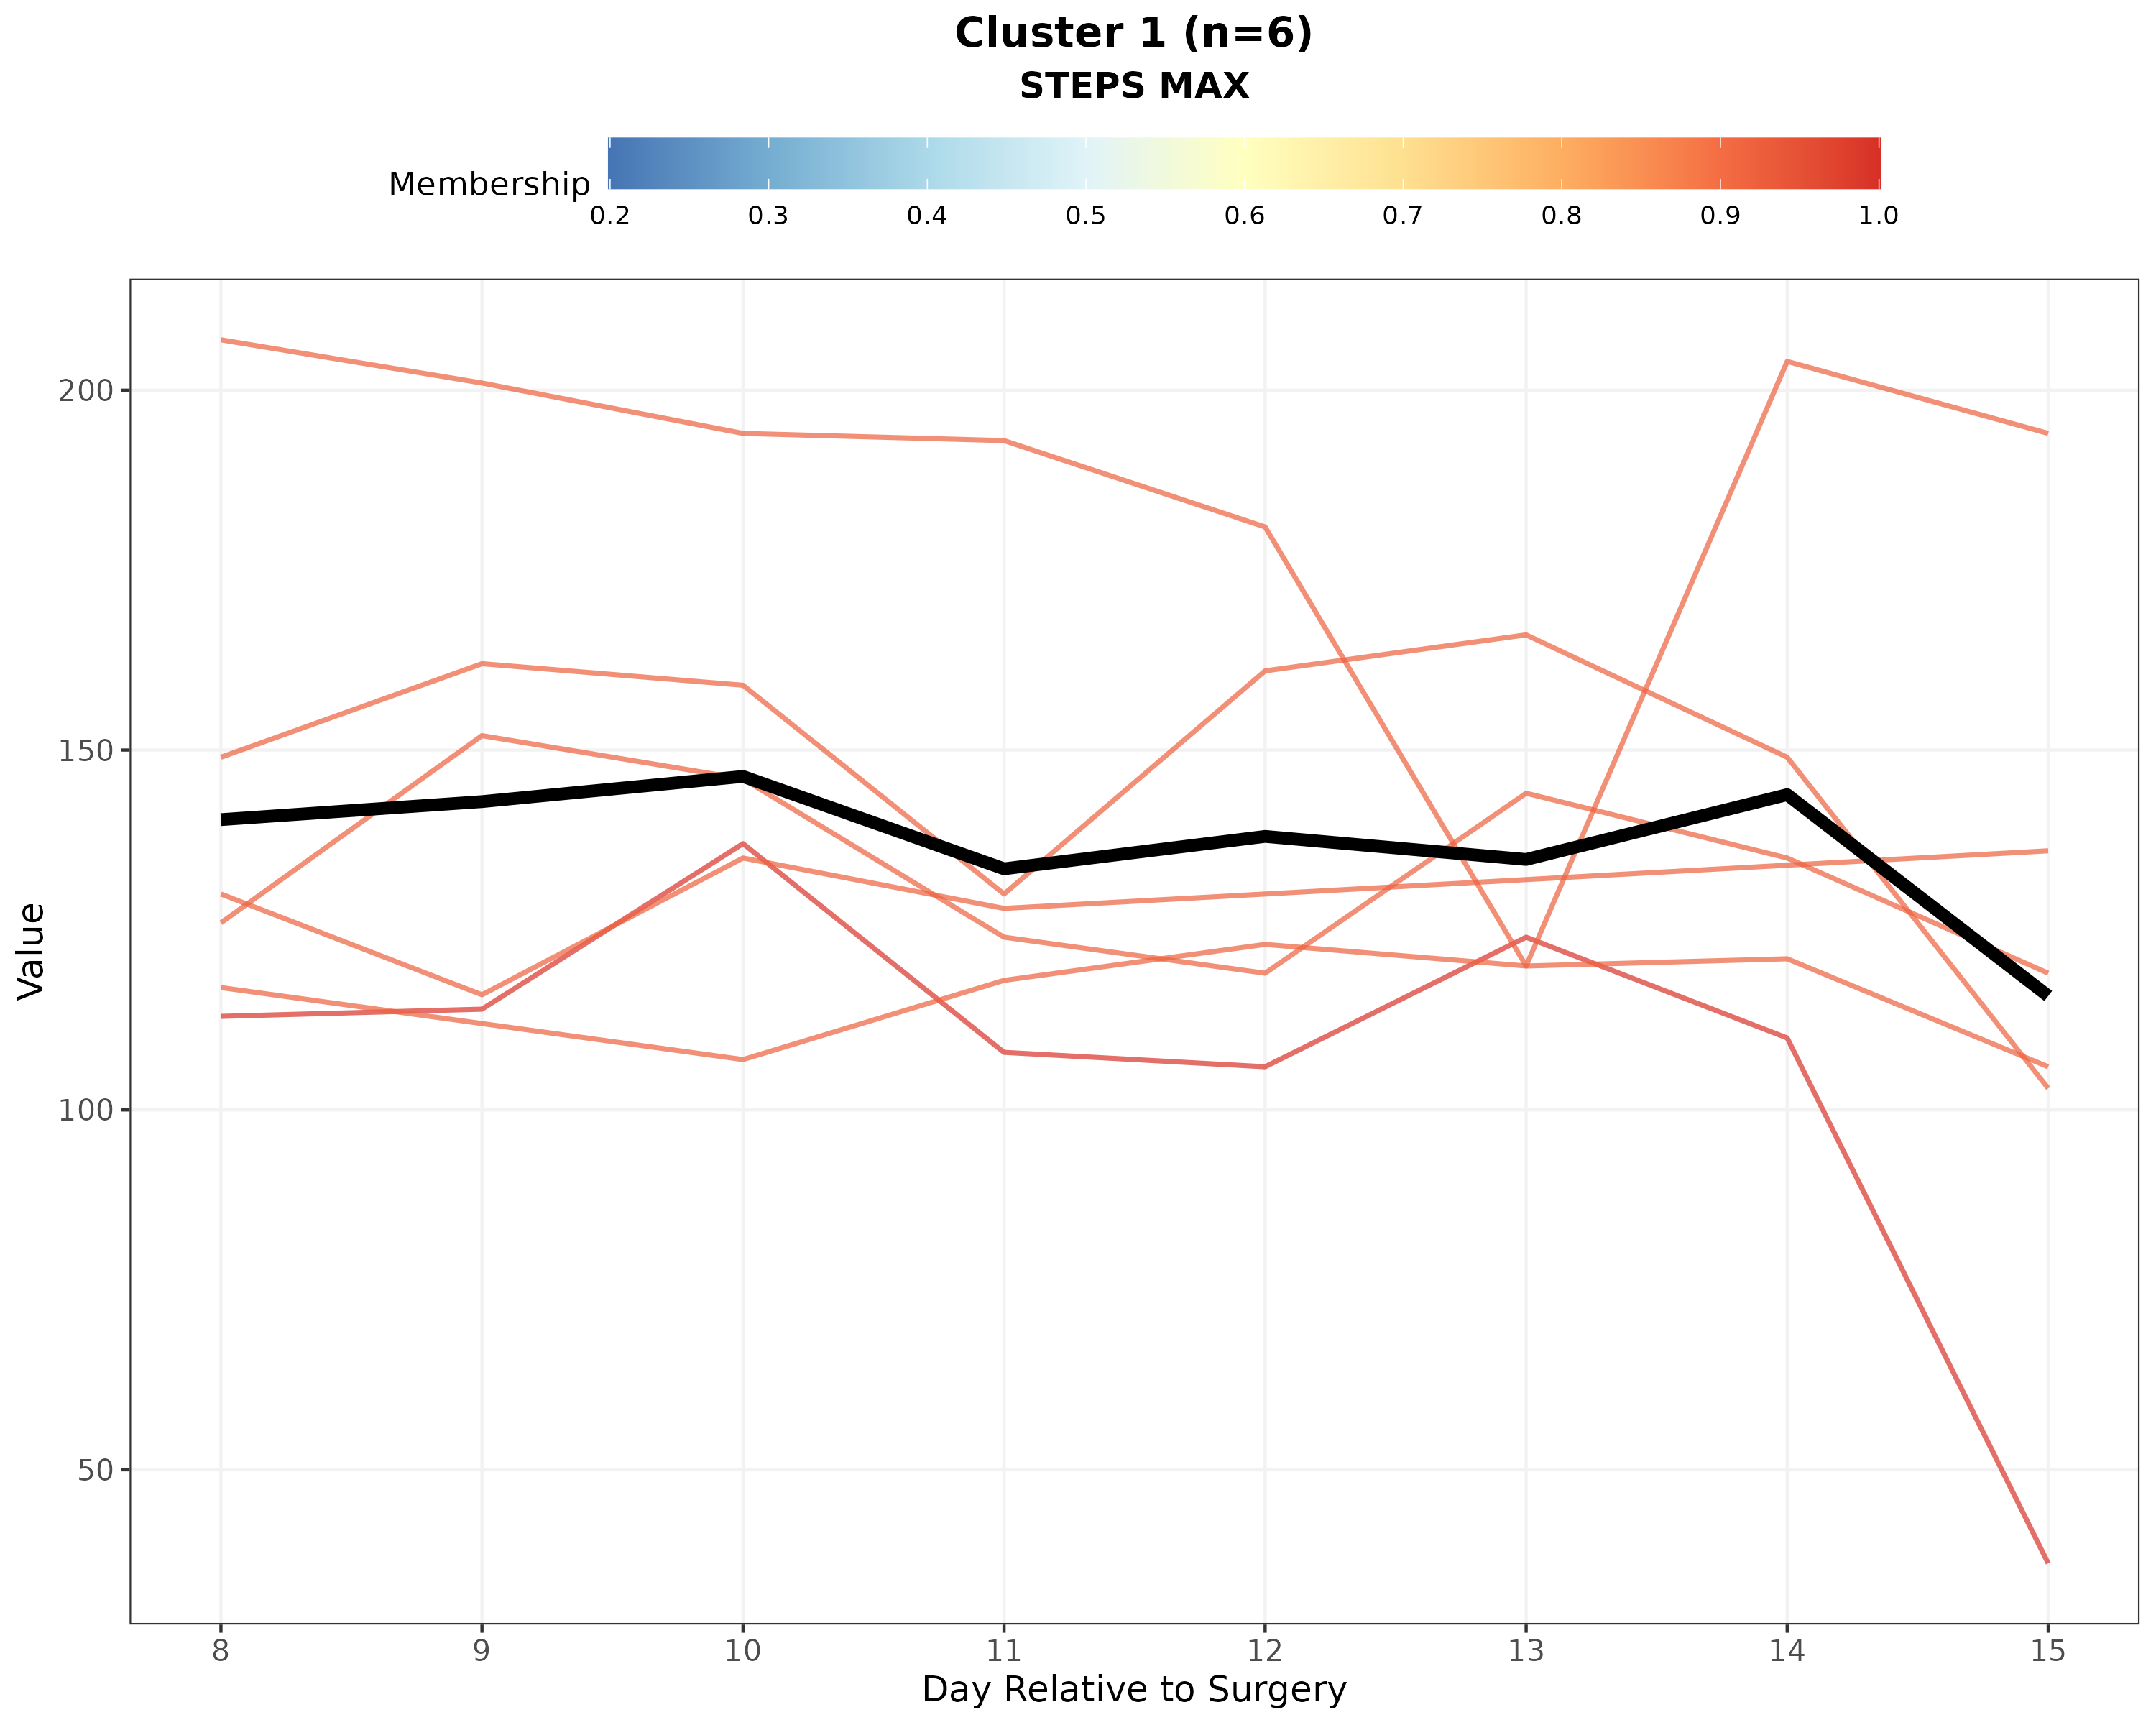 Cluster 1 (n=6)
STEPS MAX
Membership
0.2 0.3 0.4 0.5 0.6 0.7 0.8 0.9 1.0
Value
200
150
100
50
8 9 10 11 12 13 14 15
Day Relative to Surgery